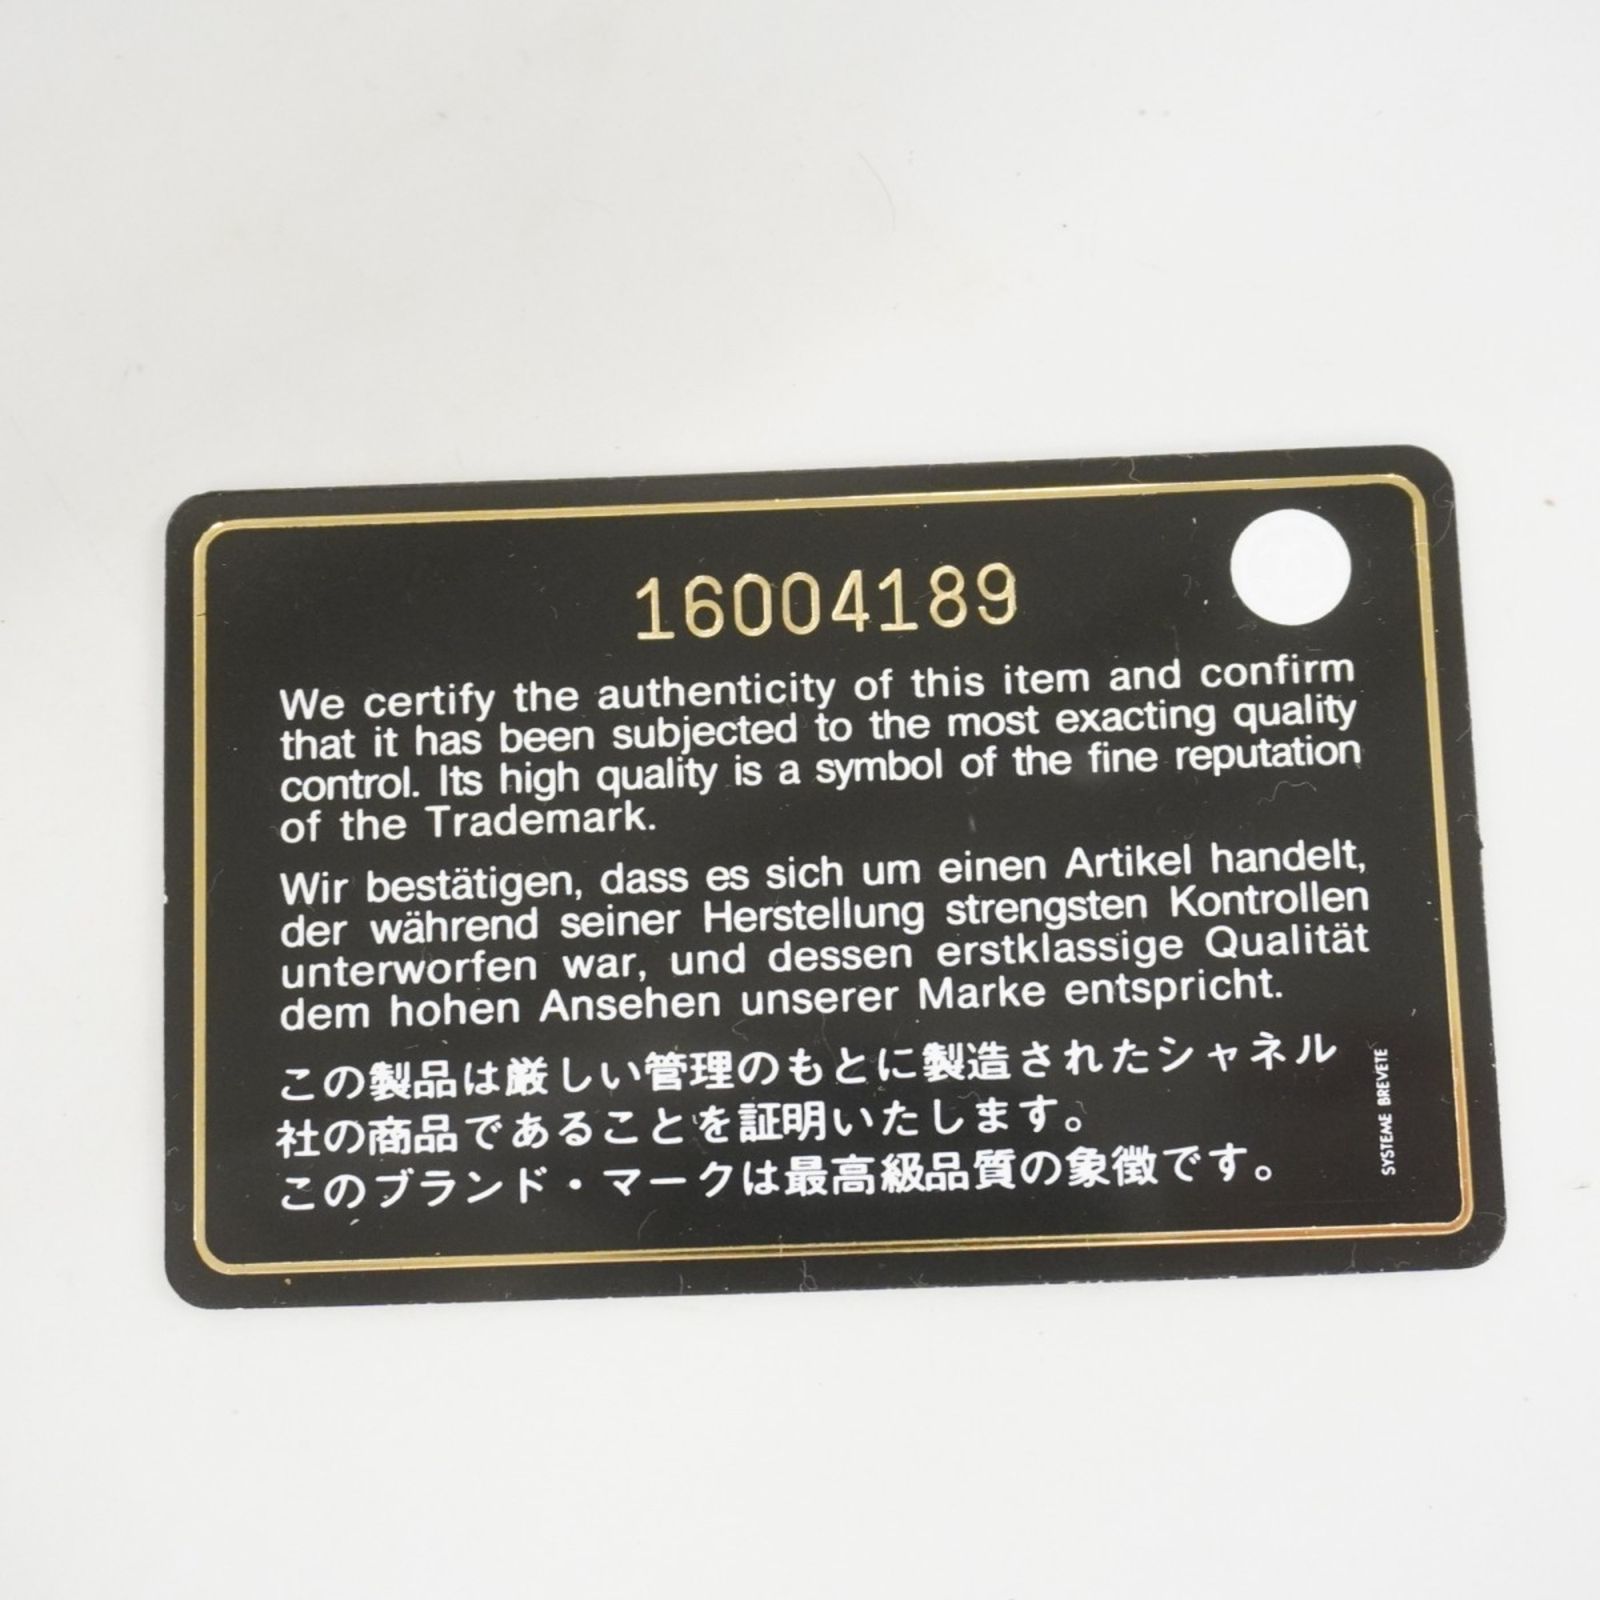 16004189
We certify the authenticity of this item and confirm
that it has been subjected to the most exacting quality
control. Its high quality is a symbol of the fine reputation
of the Trademark.
Wir bestätigen, dass es sich um einen Artikel handelt,
der während seiner Herstellung strengsten Kontrollen
unterworfen war, und dessen erstklassige Qualität
dem hohen Ansehen unserer Marke entspricht.
この製品は厳しい管理のもとに製造されたシャネル
社の商品であることを証明いたします。
このブランド・マークは最高級品質の象徴です。
SYSTEME BREVETE